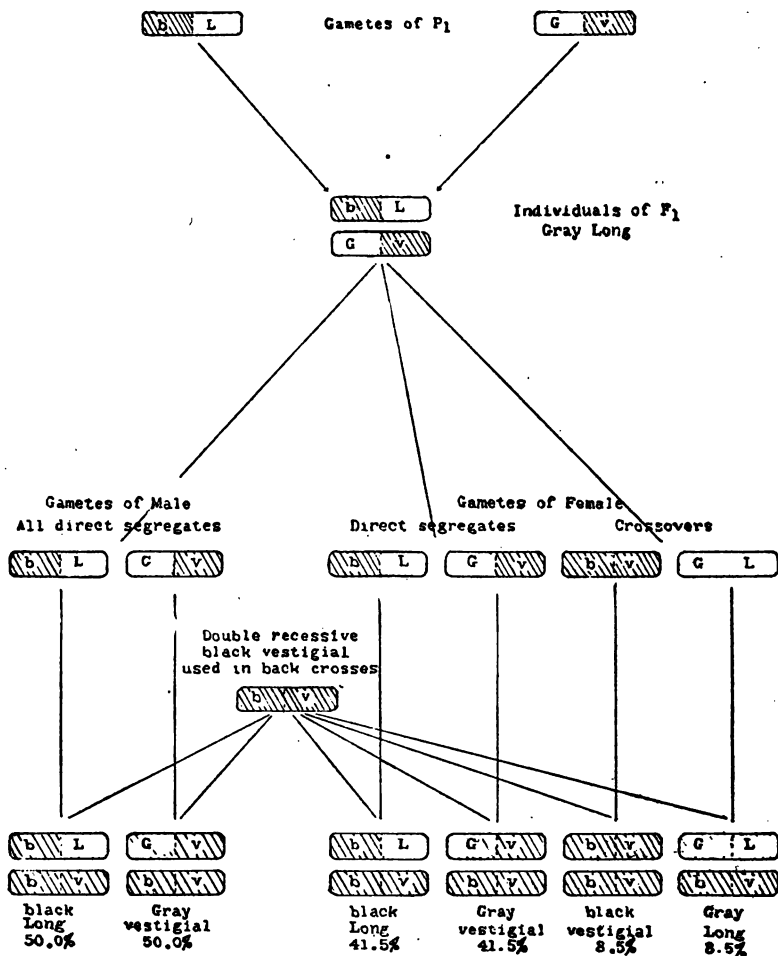 b L
Gametes of P1
G v
b L
G v
Individuals of F1
Gray Long
Gametes of Male
All direct segregates
Gametes of Female
Direct segregates
Crossovers
b L
G v
b L
G v
b v
G L
Double recessive
black vestigial
used in back crosses
b v
b L
b v
black
Long
50.0%
G v
b v
Gray
vestigial
50.0%
b L
b v
black
Long
41.5%
G v
b v
Gray
vestigial
41.5%
b v
b v
black
vestigial
8.5%
G L
b v
Gray
Long
8.5%